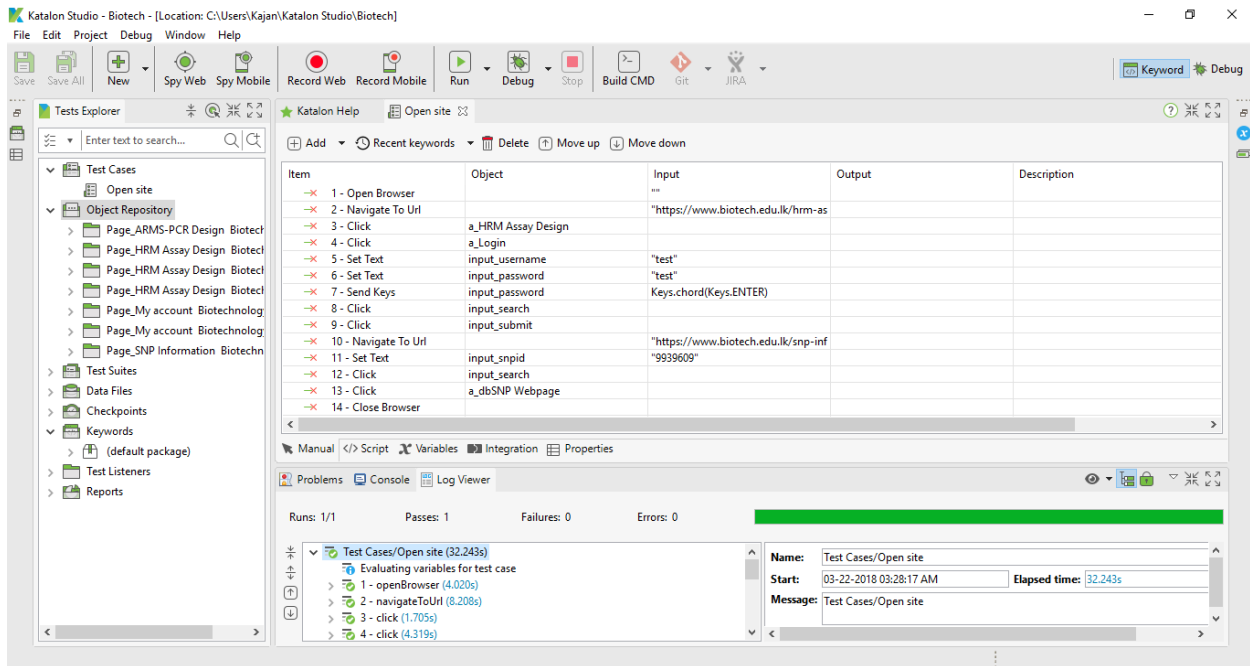 Katalon Studio - Biotech - [Location: C:\Users\Kajan\Katalon Studio\Biotech]
File Edit Project Debug Window Help
Save Save All New Spy Web Spy Mobile Record Web Record Mobile Run Debug Stop Build CMD Git JIRA Keyword Debug
Tests Explorer
Enter text to search...
Test Cases
Open site
Object Repository
Page_ARMS-PCR Design Biotech
Page_HRM Assay Design Biotech
Page_HRM Assay Design Biotech
Page_HRM Assay Design Biotech
Page_My account Biotechnolog
Page_My account Biotechnolog
Page_SNP Information Biotechn
Test Suites
Data Files
Checkpoints
Keywords
(default package)
Test Listeners
Reports
Katalon Help Open site
Add Recent keywords Delete Move up Move down
Item Object Input Output Description
1 - Open Browser ""
2 - Navigate To Url "https://www.biotech.edu.lk/hrm-as
3 - Click a_HRM Assay Design
4 - Click a_Login
5 - Set Text input_username "test"
6 - Set Text input_password "test"
7 - Send Keys input_password Keys.chord(Keys.ENTER)
8 - Click input_search
9 - Click input_submit
10 - Navigate To Url "https://www.biotech.edu.lk/snp-inf
11 - Set Text input_snpid "9939609"
12 - Click input_search
13 - Click a_dbSNP Webpage
14 - Close Browser
Manual </> Script Variables Integration Properties
Problems Console Log Viewer
Runs: 1/1 Passes: 1 Failures: 0 Errors: 0
Test Cases/Open site (32.243s)
Evaluating variables for test case
1 - openBrowser (4.020s)
2 - navigateToUrl (8.208s)
3 - click (1.705s)
4 - click (4.319s)
Name: Test Cases/Open site
Start: 03-22-2018 03:28:17 AM Elapsed time: 32.243s
Message: Test Cases/Open site